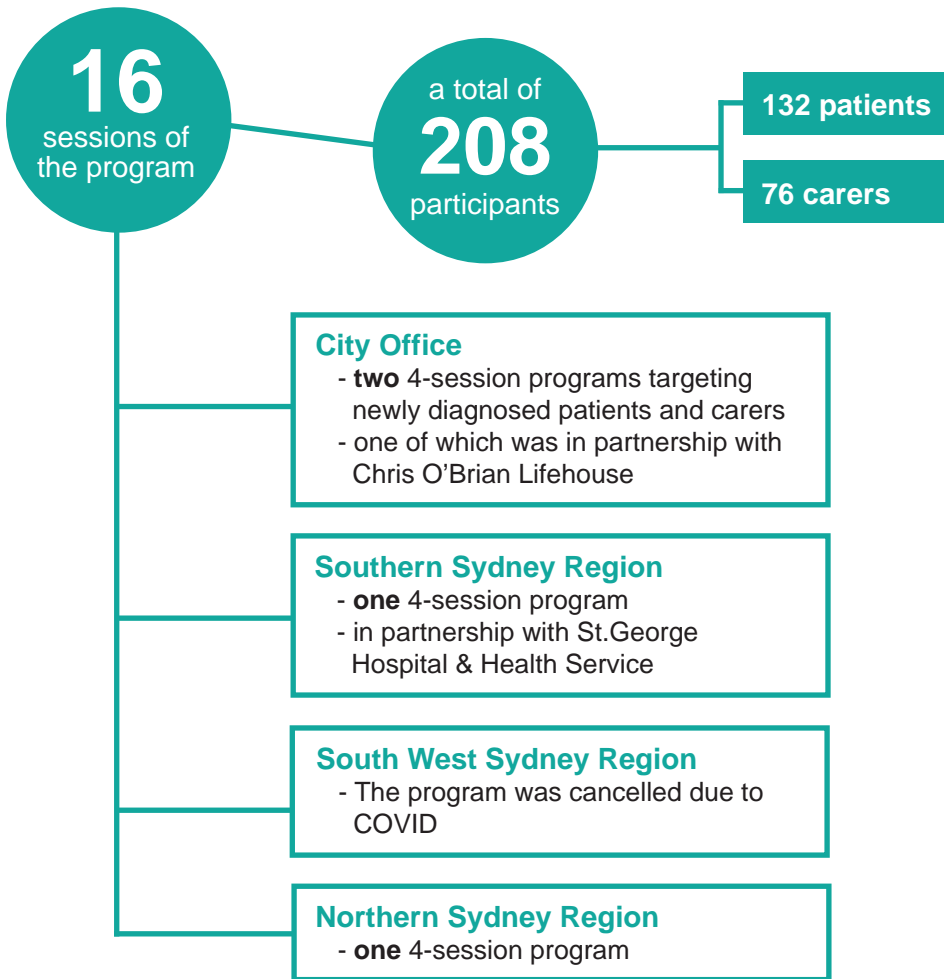 16
sessions of
the program
a total of
208
participants
132 patients
76 carers
City Office
- two 4-session programs targeting
newly diagnosed patients and carers
- one of which was in partnership with
Chris O'Brian Lifehouse
Southern Sydney Region
- one 4-session program
- in partnership with St.George
Hospital & Health Service
South West Sydney Region
- The program was cancelled due to
COVID
Northern Sydney Region
- one 4-session program